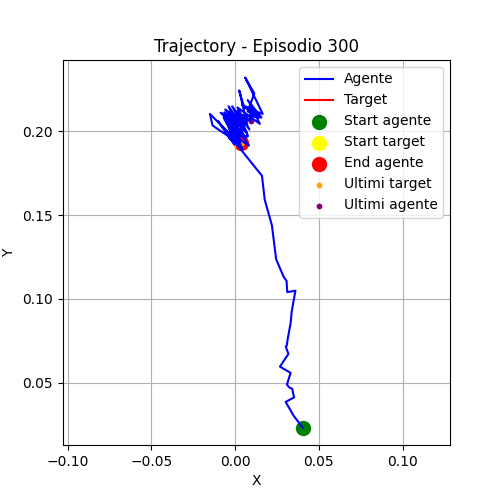 Trajectory - Episodio 300
Agente
Target
Start agente
Start target
End agente
Ultimi target
Ultimi agente
Y
0.20
0.15
0.10
0.05
−0.10
−0.05
0.00
0.05
0.10
X